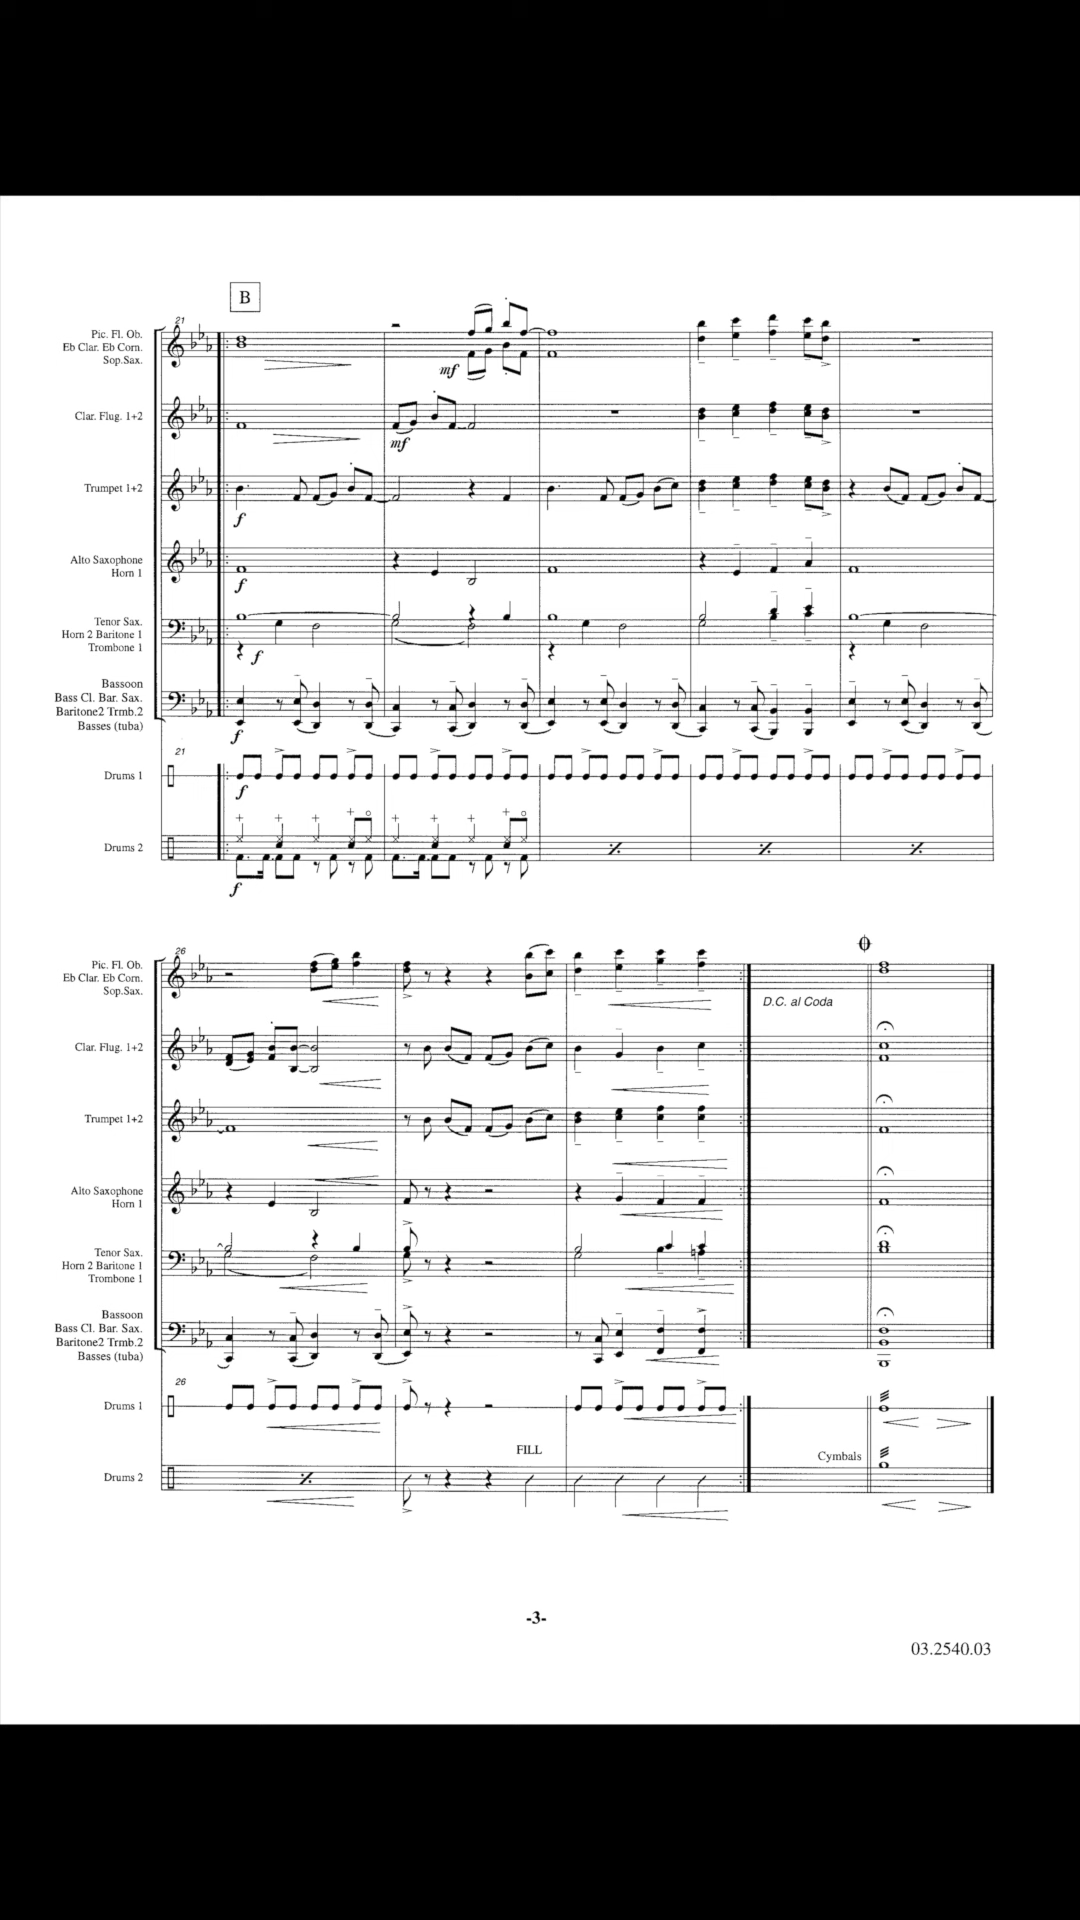 B
21
Pic. Fl. Ob.
Eb Clar. Eb Corn.
Sop.Sax.
mf
Clar. Flug. 1+2
mf
Trumpet 1+2
f
Alto Saxophone
Horn 1
f
Tenor Sax.
Horn 2 Baritone 1
Trombone 1
f
Bassoon
Bass Cl. Bar. Sax.
Baritone2 Trmb.2
Basses (tuba)
f
21
Drums 1
f
Drums 2
f
26
Pic. Fl. Ob.
Eb Clar. Eb Corn.
Sop.Sax.
D.C. al Coda
Clar. Flug. 1+2
Trumpet 1+2
Alto Saxophone
Horn 1
Tenor Sax.
Horn 2 Baritone 1
Trombone 1
Bassoon
Bass Cl. Bar. Sax.
Baritone2 Trmb.2
Basses (tuba)
26
Drums 1
FILL
Cymbals
Drums 2
-3-
03.2540.03